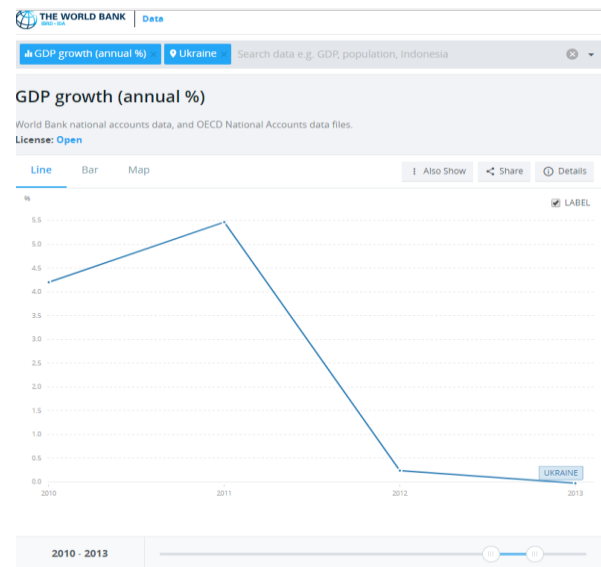 THE WORLD BANK
IBRD • IDA
Data
GDP growth (annual %) ×
Ukraine ×
Search data e.g. GDP, population, Indonesia
GDP growth (annual %)
World Bank national accounts data, and OECD National Accounts data files.
License: Open
Line
Bar
Map
Also Show
Share
Details
%
LABEL
5.5
5.0
4.5
4.0
3.5
3.0
2.5
2.0
1.5
1.0
0.5
0.0
UKRAINE
2010
2011
2012
2013
2010 - 2013